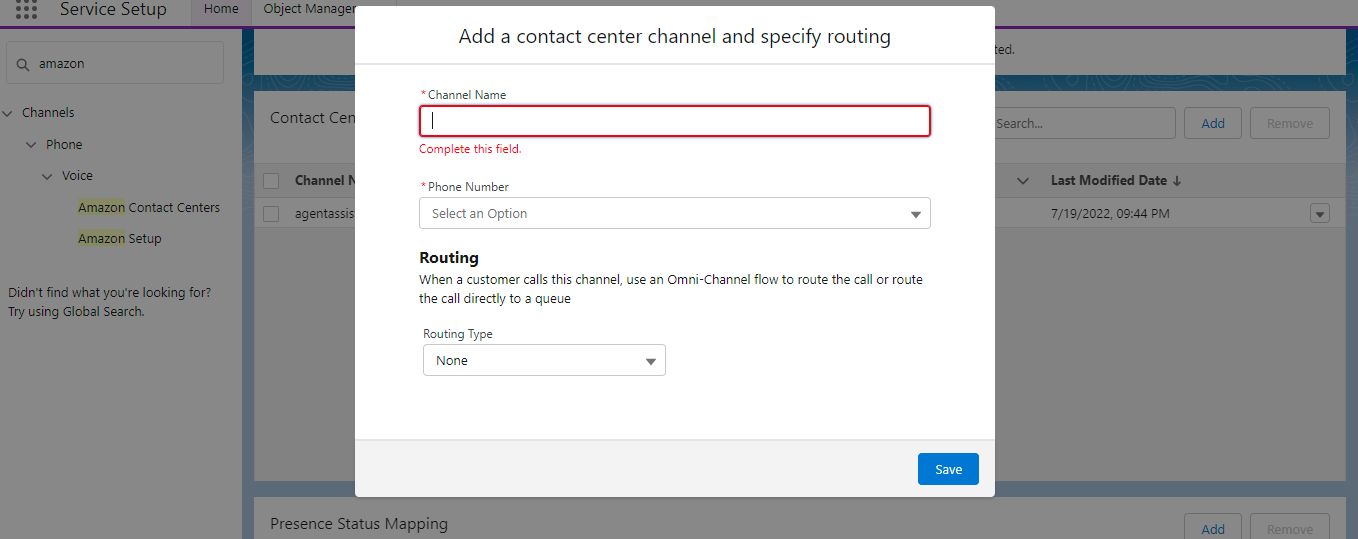 Service Setup
Home
Object Manager
amazon
Channels
Phone
Voice
Amazon Contact Centers
Amazon Setup
Didn't find what you're looking for?
Try using Global Search.
Add a contact center channel and specify routing
*Channel Name
Complete this field.
*Phone Number
Select an Option
Routing
When a customer calls this channel, use an Omni-Channel flow to route the call or route
the call directly to a queue
Routing Type
None
Save
ted.
Contact Cen
Search...
Add
Remove
Channel N
Last Modified Date
agentassis
7/19/2022, 09:44 PM
Presence Status Mapping
Add
Remove